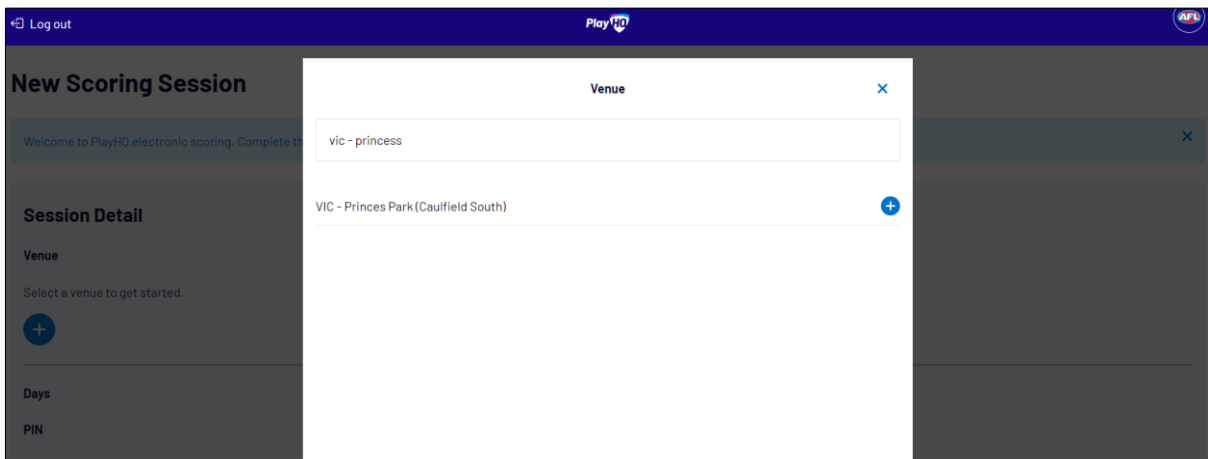 Log out
PlayHQ
AFL
New Scoring Session
Venue
Welcome to PlayHQ electronic scoring. Complete th
vic - princess
VIC - Princes Park (Caulfield South)
Session Detail
Venue
Select a venue to get started.
Days
PIN